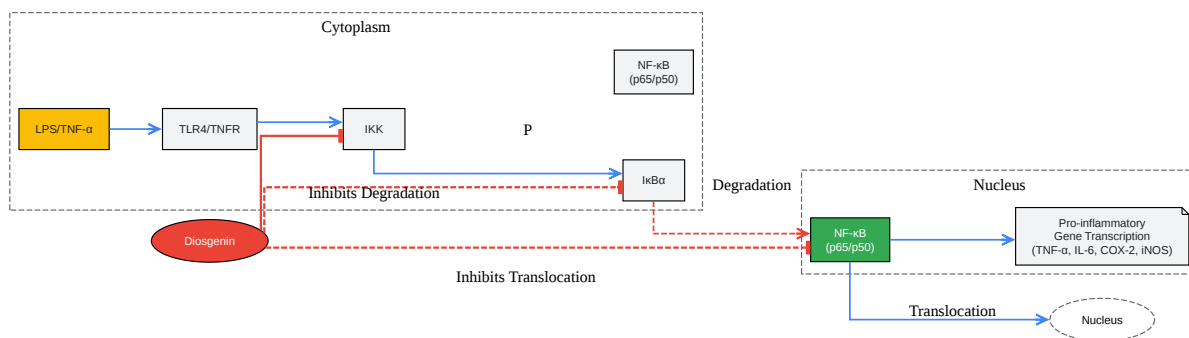 Cytoplasm
NF-κB
(p65/p50)
LPS/TNF-α
TLR4/TNFR
IKK
P
IκBα
Inhibits Degradation
Degradation
Nucleus
Diosgenin
NF-κB
(p65/p50)
Pro-inflammatory
Gene Transcription
(TNF-α, IL-6, COX-2, iNOS)
Inhibits Translocation
Translocation
Nucleus